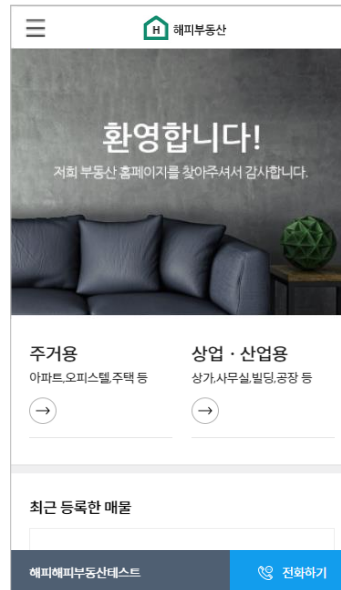 H 해피부동산
환영합니다!
저희 부동산 홈페이지를 찾아주셔서 감사합니다.
주거용
아파트,오피스텔,주택 등
상업 · 산업용
상가,사무실,빌딩,공장 등
최근 등록한 매물
해피해피부동산테스트
전화하기